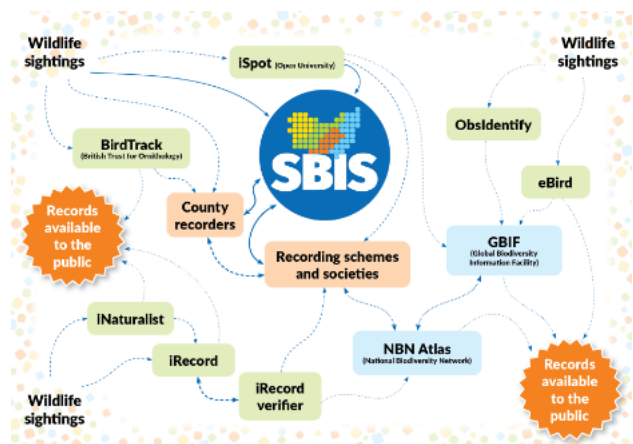 Wildlife
sightings
iSpot (Open University)
Wildlife
sightings
ObsIdentify
BirdTrack
(British Trust for Ornithology)
SBIS
eBird
Records
available
to the
public
County
recorders
Recording schemes
and societies
GBIF
(Global Biodiversity
Information Facility)
iNaturalist
iRecord
NBN Atlas
(National Biodiversity Network)
iRecord
verifier
Wildlife
sightings
Records
available
to the
public